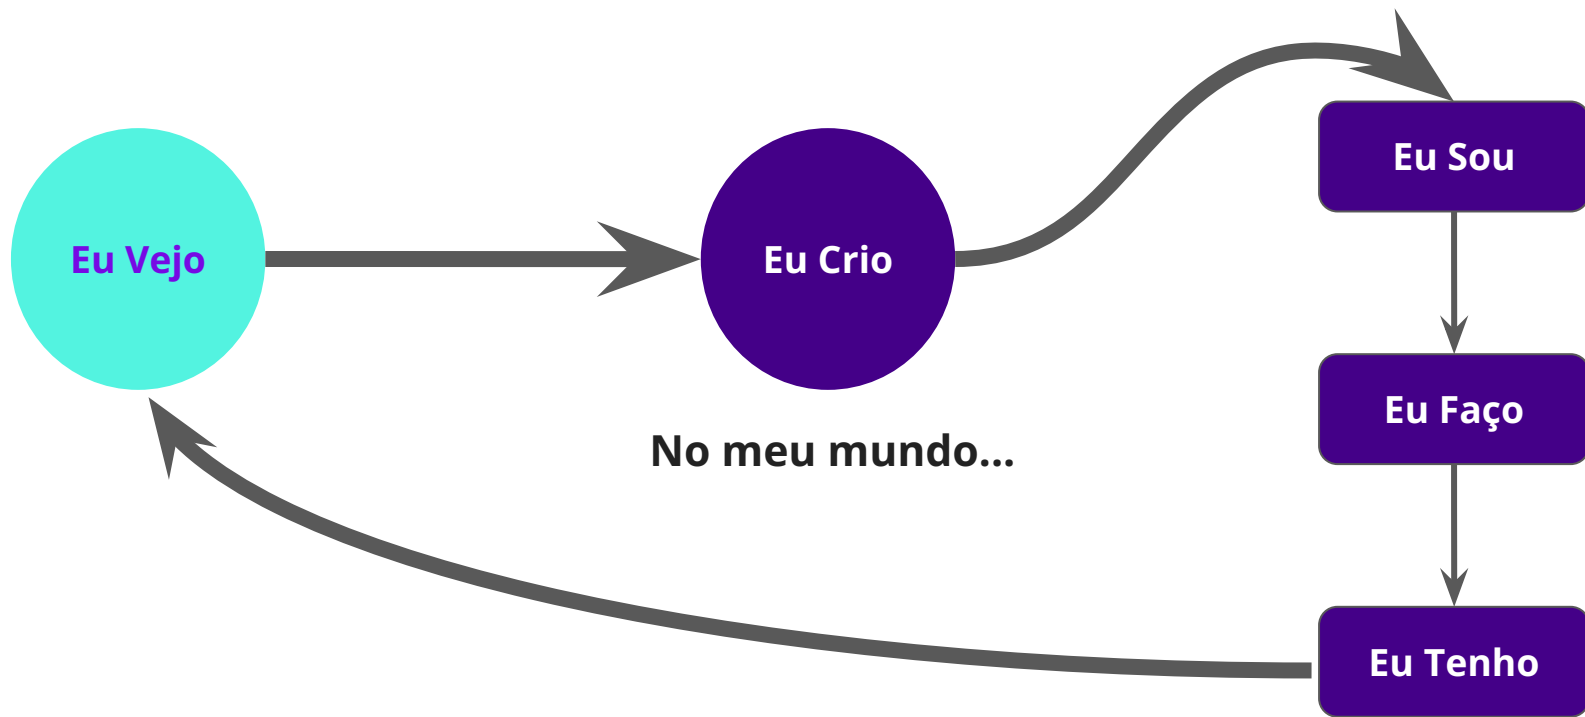 Eu Vejo
Eu Crio
No meu mundo...
Eu Sou
Eu Faço
Eu Tenho